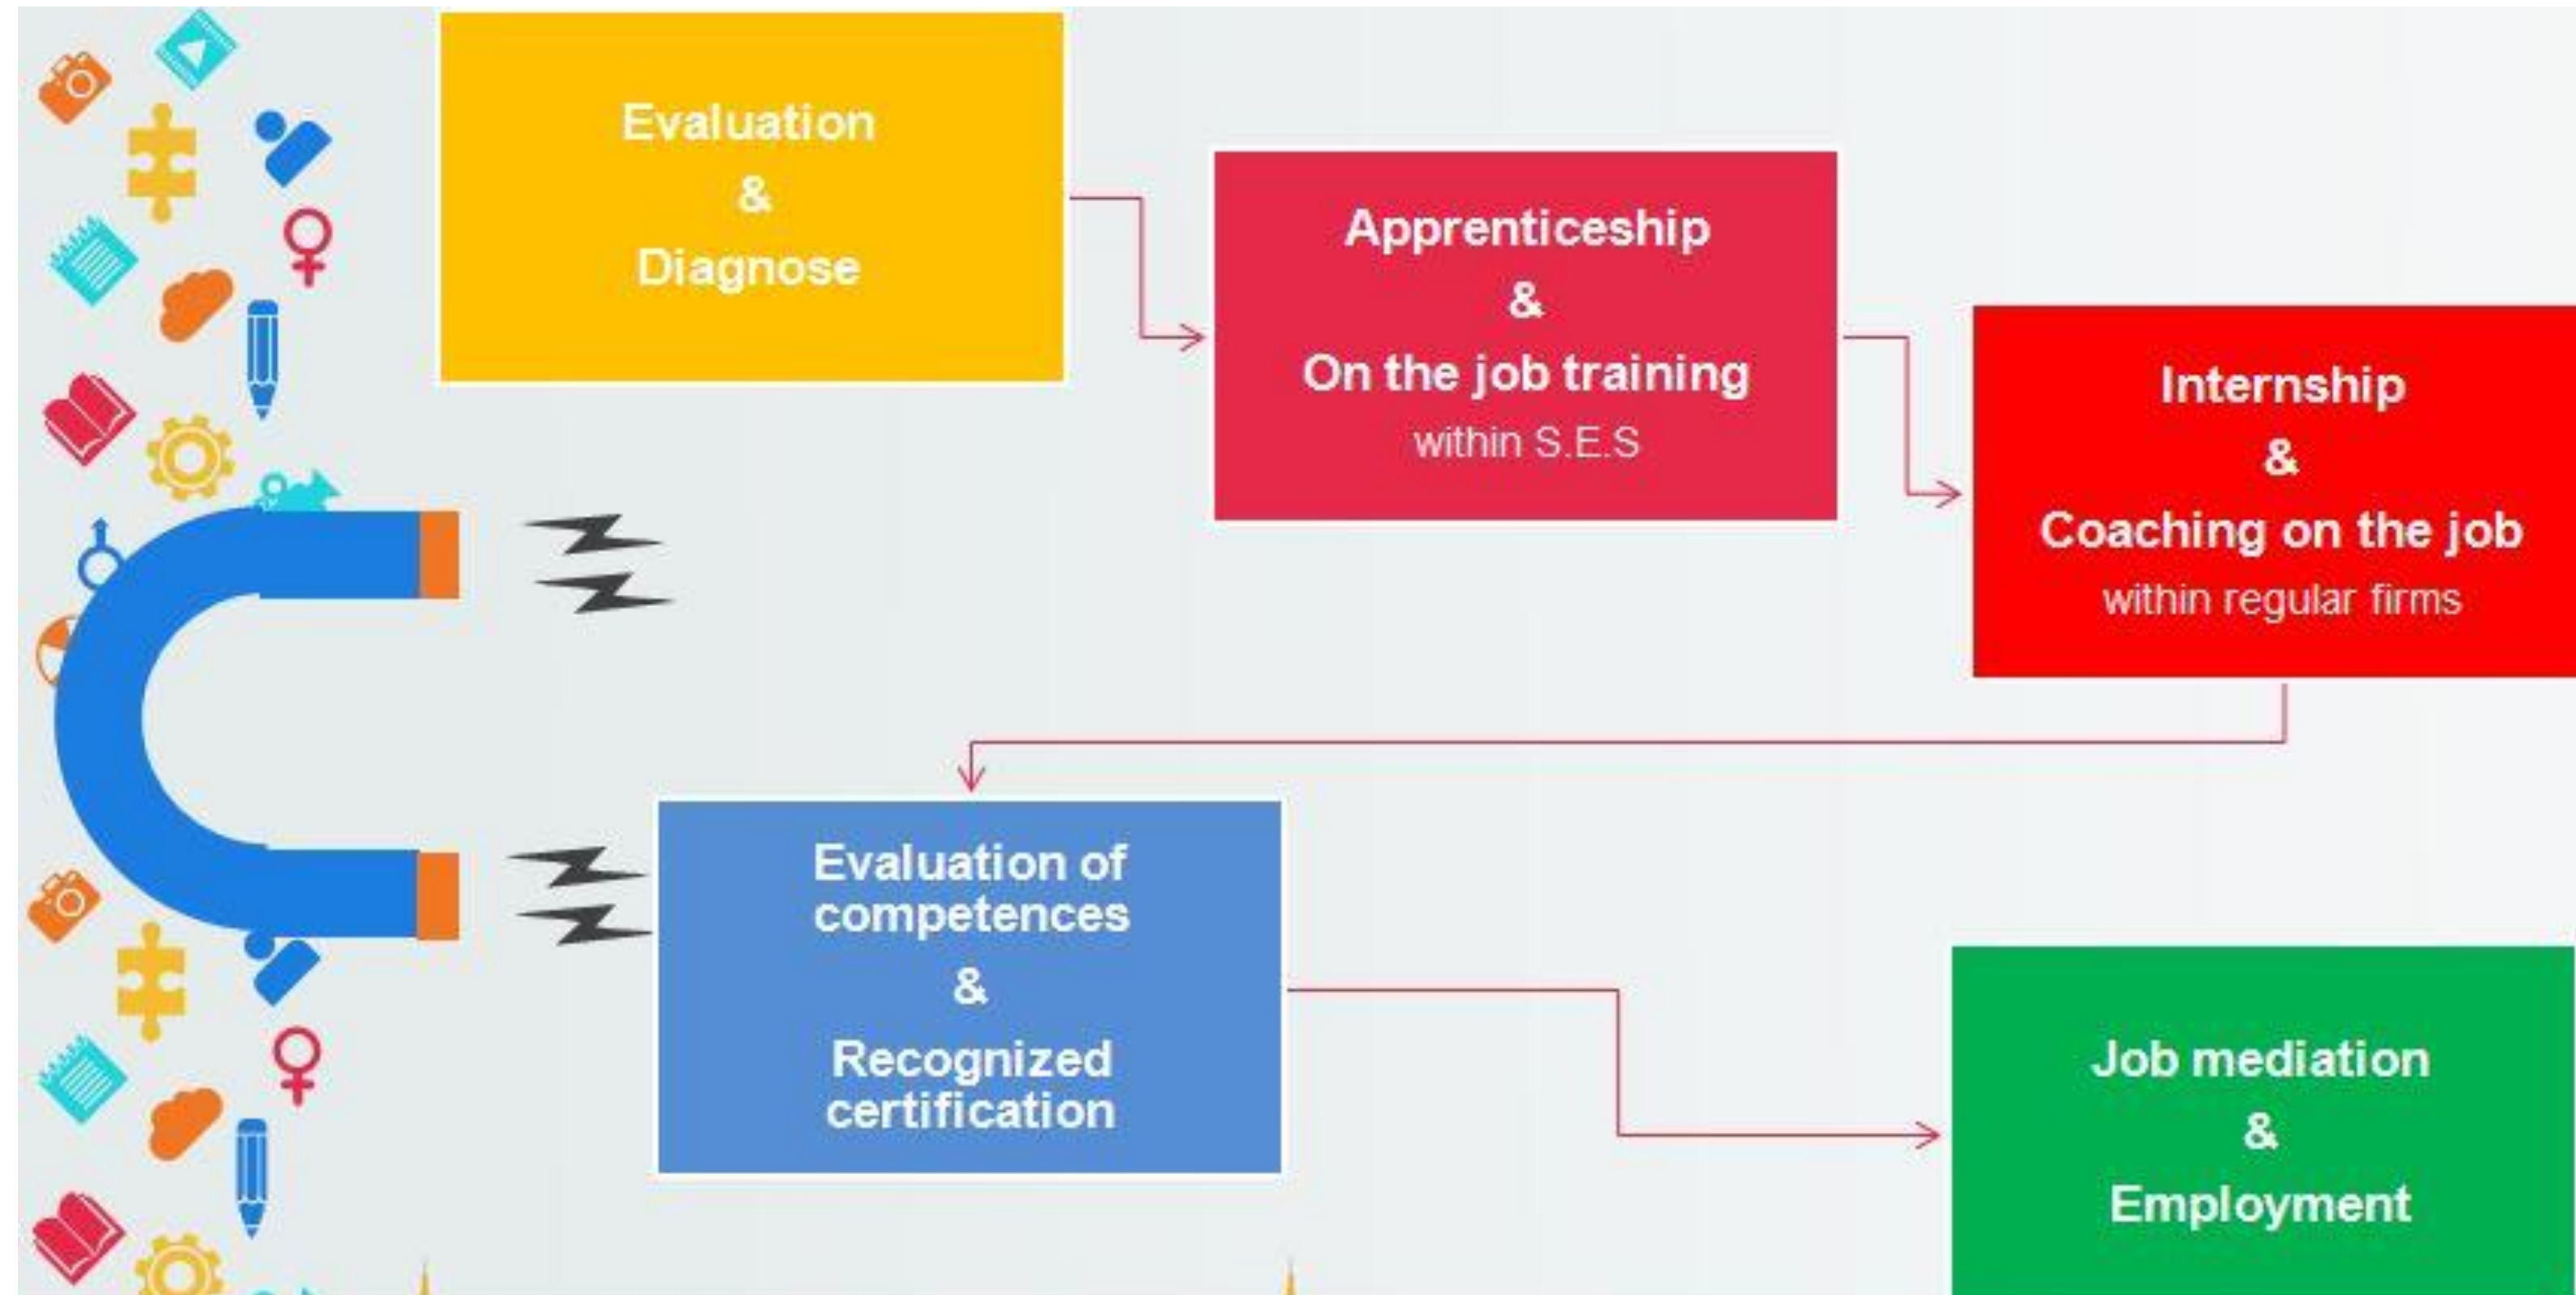 Evaluation
&
Diagnose
Apprenticeship
&
On the job training
within S.E.S
Internship
&
Coaching on the job
within regular firms
Evaluation of
competences
&
Recognized
certification
Job mediation
&
Employment